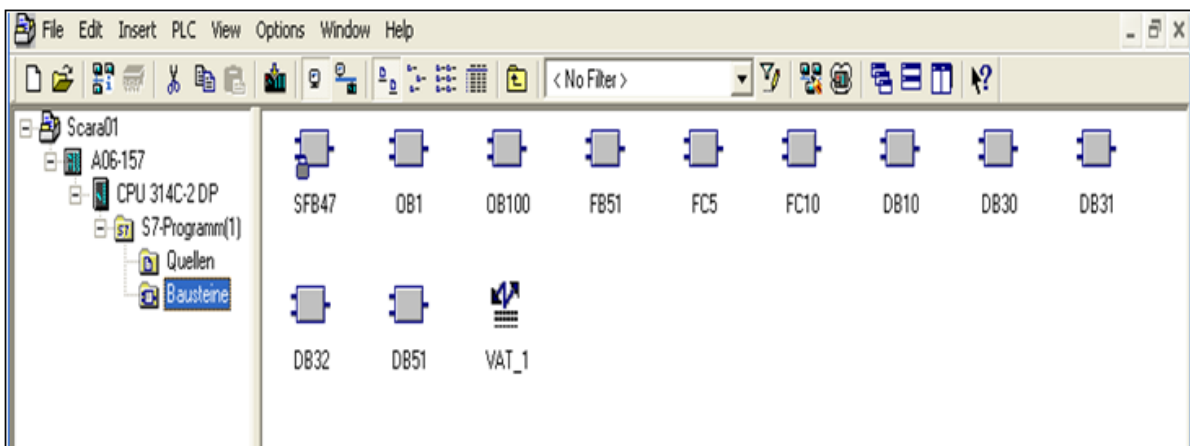 File Edit Insert PLC View Options Window Help
< No Filter >
Scara01
A06-157
CPU 314C-2 DP
S7-Programm(1)
Quellen
Bausteine
SFB47 OB1 OB100 FB51 FC5 FC10 DB10 DB30 DB31
DB32 DB51 VAT_1